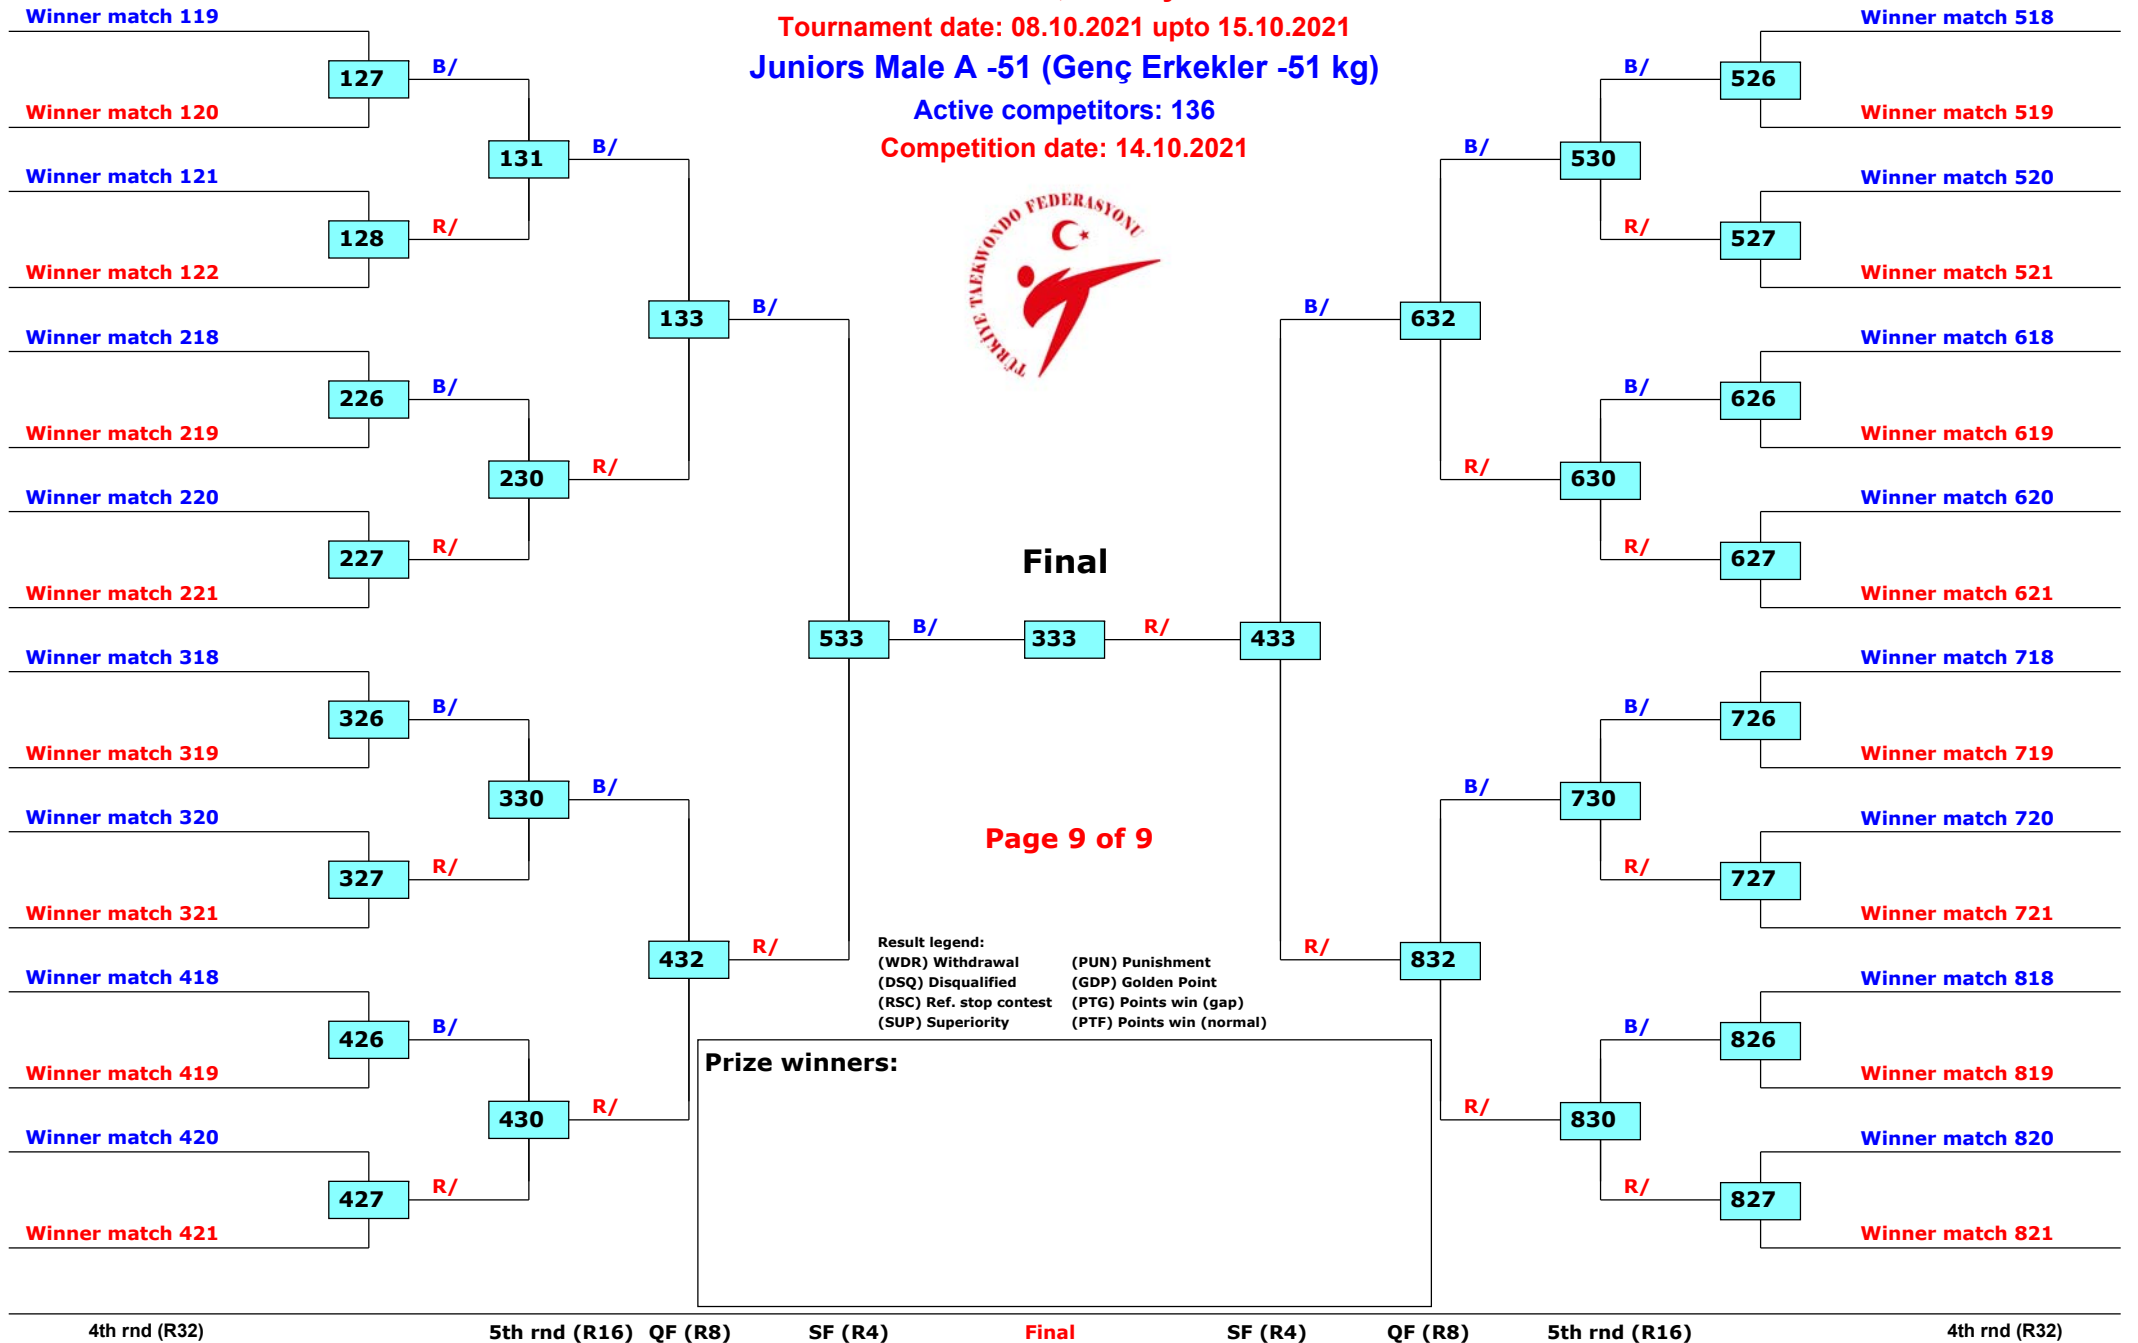 Tournament date: 08.10.2021 upto 15.10.2021
Juniors Male A -51 (Genç Erkekler -51 kg)
Active competitors: 136
Competition date: 14.10.2021
TÜRKİYE TAEKWONDO FEDERASYONU
Winner match 119
127
B/
Winner match 120
131
B/
Winner match 121
128
R/
Winner match 122
133
B/
Winner match 218
226
B/
Winner match 219
230
R/
Winner match 220
227
R/
Winner match 221
533
B/
Winner match 318
326
B/
Winner match 319
330
B/
Winner match 320
327
R/
Winner match 321
432
R/
Winner match 418
426
B/
Winner match 419
430
R/
Winner match 420
427
R/
Winner match 421
Final
333
R/
433
Page 9 of 9
Winner match 518
B/
526
Winner match 519
B/
530
Winner match 520
R/
527
Winner match 521
B/
632
Winner match 618
B/
626
Winner match 619
R/
630
Winner match 620
R/
627
Winner match 621
Winner match 718
B/
726
Winner match 719
B/
730
Winner match 720
R/
727
Winner match 721
R/
832
Winner match 818
B/
826
Winner match 819
R/
830
Winner match 820
R/
827
Winner match 821
Result legend:
(WDR) Withdrawal (PUN) Punishment
(DSQ) Disqualified (GDP) Golden Point
(RSC) Ref. stop contest (PTG) Points win (gap)
(SUP) Superiority (PTF) Points win (normal)
Prize winners:
4th rnd (R32) 5th rnd (R16) QF (R8) SF (R4) Final SF (R4) QF (R8) 5th rnd (R16) 4th rnd (R32)